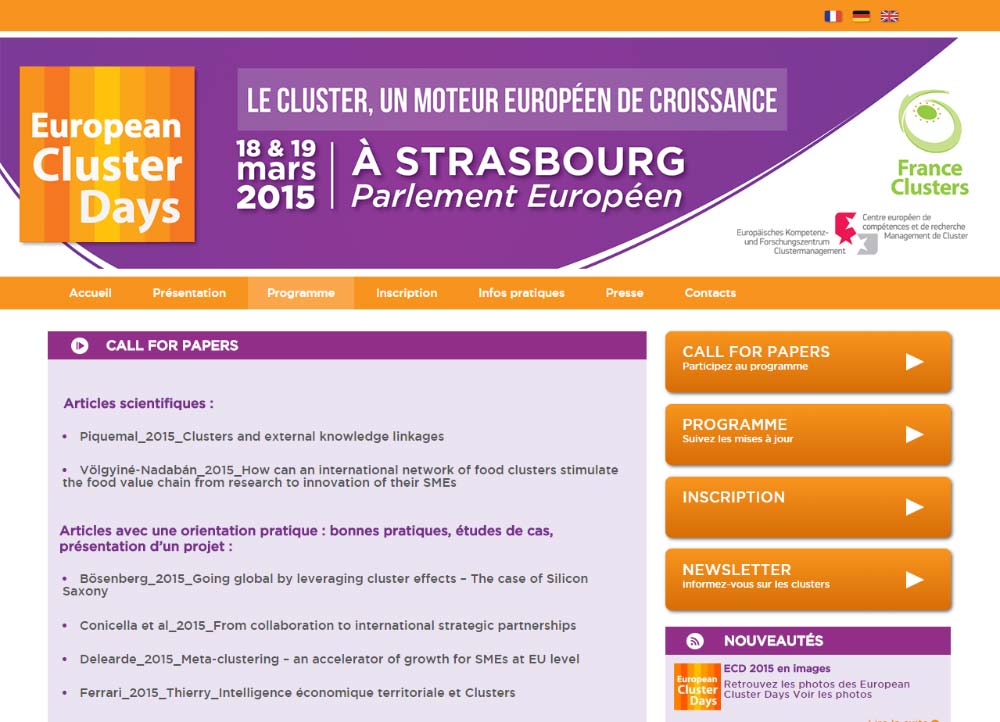 European
Cluster
Days
LE CLUSTER, UN MOTEUR EUROPÉEN DE CROISSANCE
18 & 19
mars
2015
À STRASBOURG
Parlement Européen
France
Clusters
Europäisches Kompetenz-
und Forschungszentrum
Clustermanagement
Centre européen de
compétences et de recherche
Management de Cluster
Accueil Présentation Programme Inscription Infos pratiques Presse Contacts
CALL FOR PAPERS
Articles scientifiques :
• Piquemal_2015_Clusters and external knowledge linkages
• Völgyiné-Nadabán_2015_How can an international network of food clusters stimulate
the food value chain from research to innovation of their SMEs
Articles avec une orientation pratique : bonnes pratiques, études de cas,
présentation d'un projet :
• Bösenberg_2015_Going global by leveraging cluster effects – The case of Silicon
Saxony
• Conicella et al_2015_From collaboration to international strategic partnerships
• Delearde_2015_Meta-clustering – an accelerator of growth for SMEs at EU level
• Ferrari_2015_Thierry_Intelligence économique territoriale et Clusters
CALL FOR PAPERS
Participez au programme
PROGRAMME
Suivez les mises à jour
INSCRIPTION
NEWSLETTER
informez-vous sur les clusters
NOUVEAUTÉS
European
Cluster
Days
ECD 2015 en images
Retrouvez les photos des European
Cluster Days Voir les photos